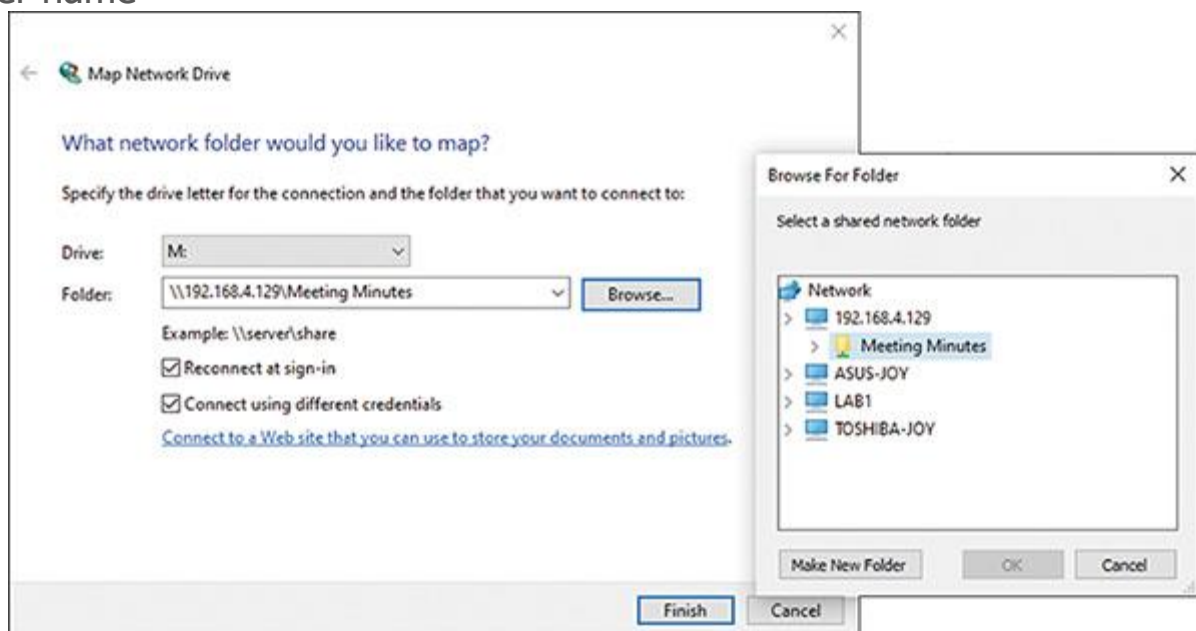 er name
Map Network Drive
What network folder would you like to map?
Specify the drive letter for the connection and the folder that you want to connect to:
Drive: M:
Folder: \\192.168.4.129\Meeting Minutes Browse...
Example: \\server\share
Reconnect at sign-in
Connect using different credentials
Connect to a Web site that you can use to store your documents and pictures.
Finish Cancel
Browse For Folder
Select a shared network folder
Network
192.168.4.129
Meeting Minutes
ASUS-JOY
LAB1
TOSHIBA-JOY
Make New Folder OK Cancel